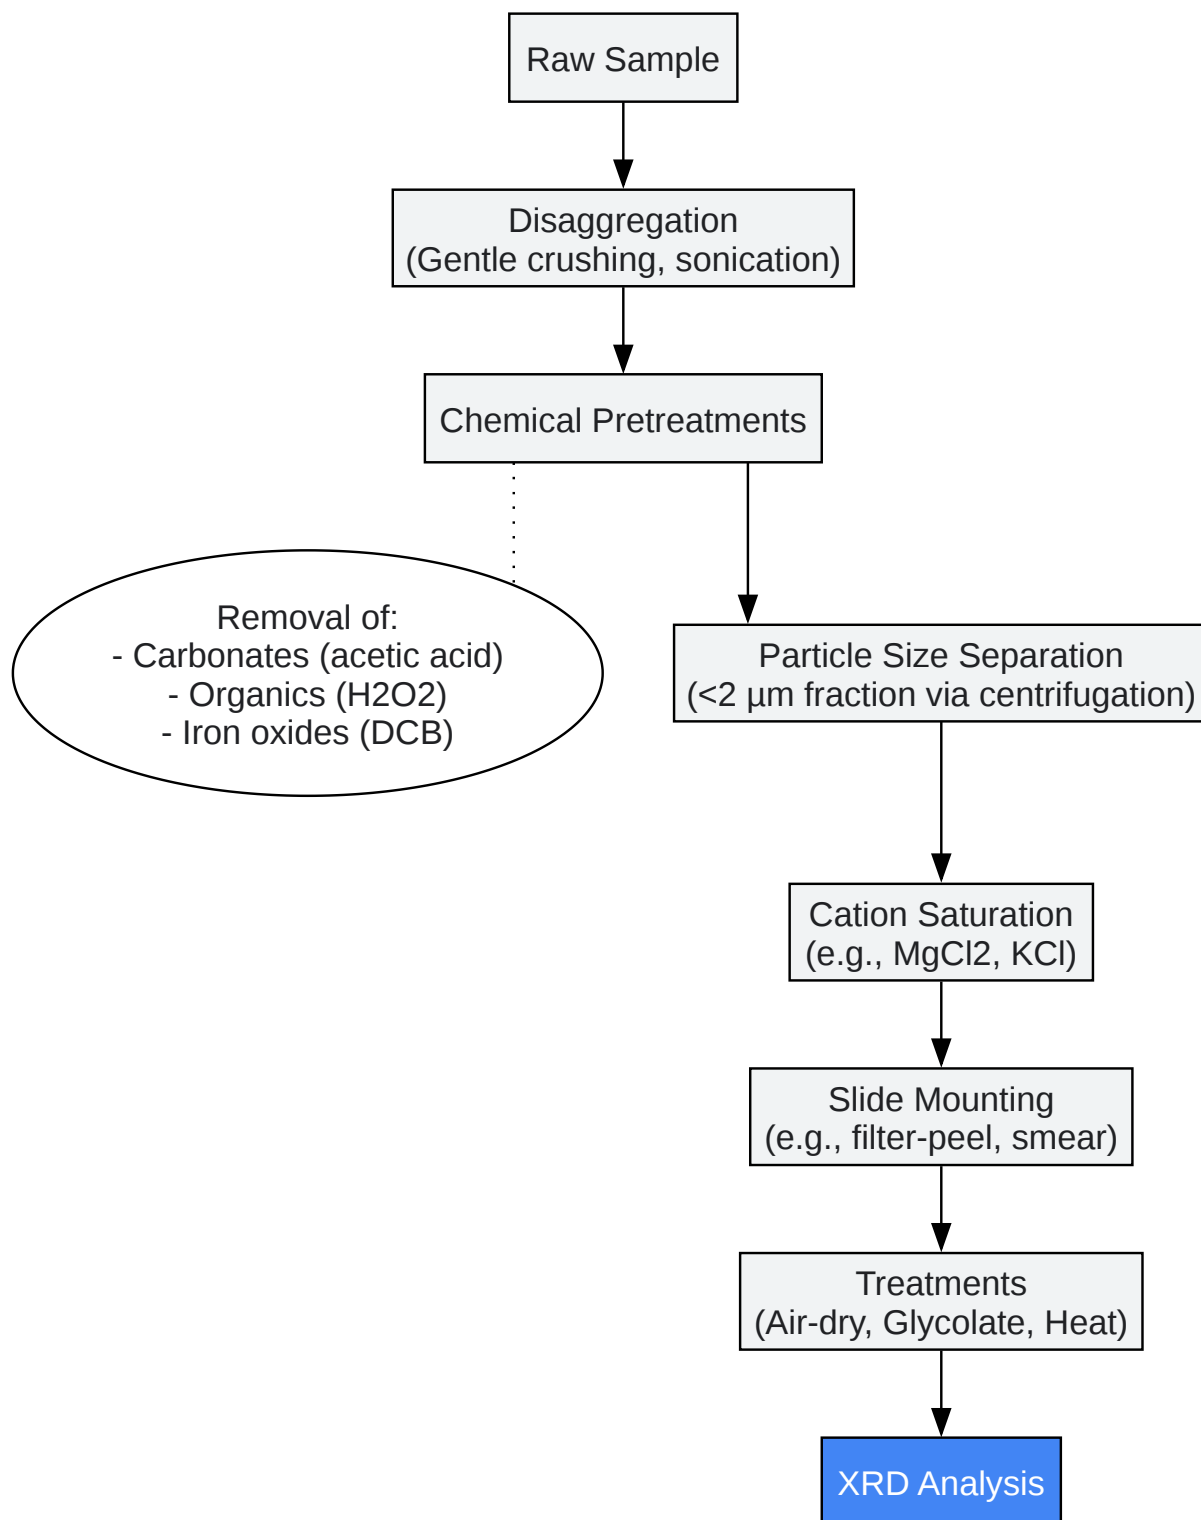 Raw Sample
Disaggregation
(Gentle crushing, sonication)
Chemical Pretreatments
Removal of:
- Carbonates (acetic acid)
- Organics (H2O2)
- Iron oxides (DCB)
Particle Size Separation
(<2 µm fraction via centrifugation)
Cation Saturation
(e.g., MgCl2, KCl)
Slide Mounting
(e.g., filter-peel, smear)
Treatments
(Air-dry, Glycolate, Heat)
XRD Analysis